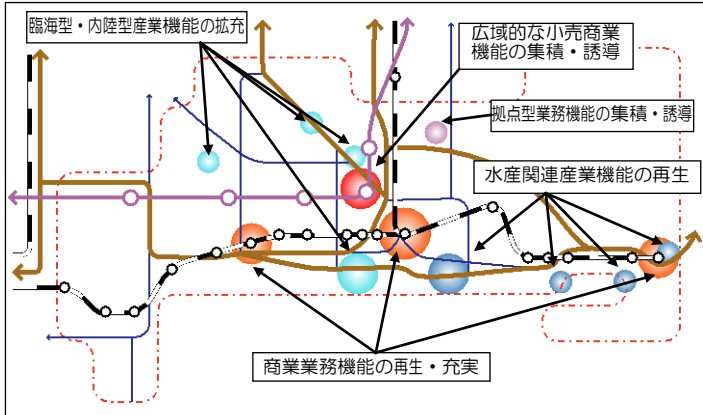 臨海型・内陸型産業機能の拡充
広域的な小売商業
機能の集積・誘導
拠点型業務機能の集積・誘導
水産関連産業機能の再生
商業業務機能の再生・充実